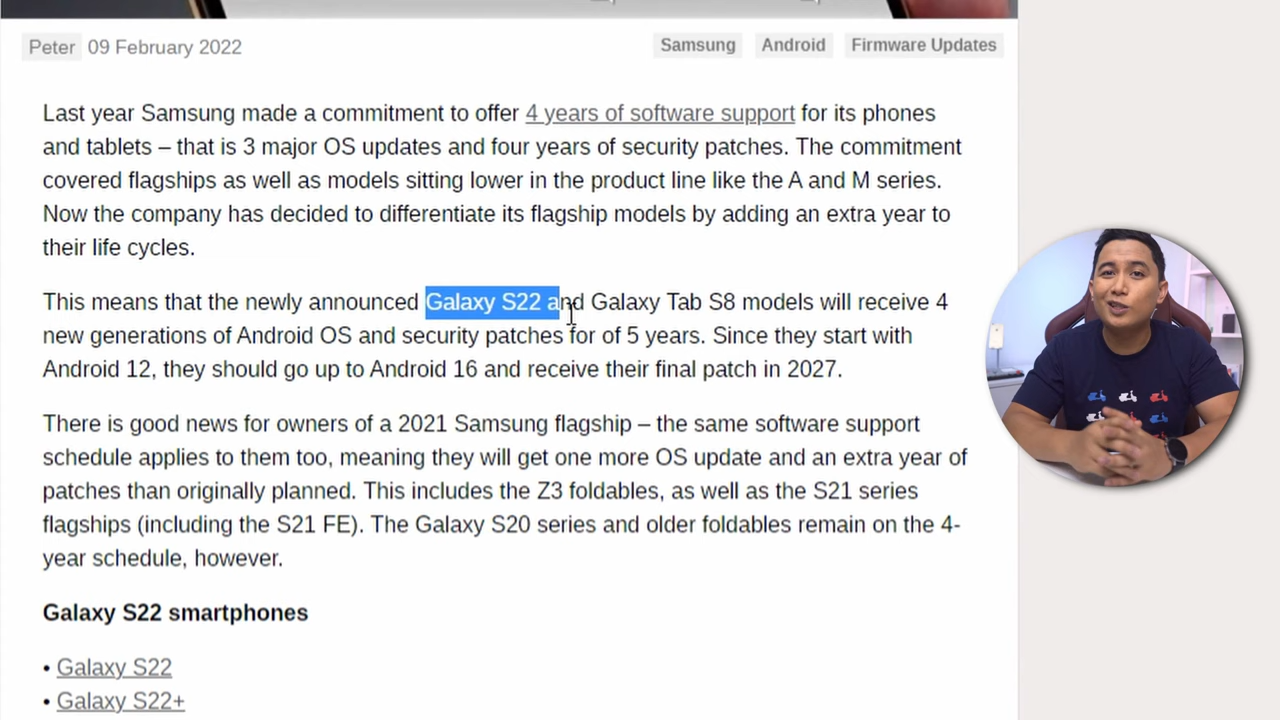 Peter 09 February 2022 Samsung Android Firmware Updates
Last year Samsung made a commitment to offer 4 years of software support for its phones
and tablets – that is 3 major OS updates and four years of security patches. The commitment
covered flagships as well as models sitting lower in the product line like the A and M series.
Now the company has decided to differentiate its flagship models by adding an extra year to
their life cycles.
This means that the newly announced Galaxy S22 and Galaxy Tab S8 models will receive 4
new generations of Android OS and security patches for of 5 years. Since they start with
Android 12, they should go up to Android 16 and receive their final patch in 2027.
There is good news for owners of a 2021 Samsung flagship – the same software support
schedule applies to them too, meaning they will get one more OS update and an extra year of
patches than originally planned. This includes the Z3 foldables, as well as the S21 series
flagships (including the S21 FE). The Galaxy S20 series and older foldables remain on the 4-
year schedule, however.
Galaxy S22 smartphones
• Galaxy S22
• Galaxy S22+